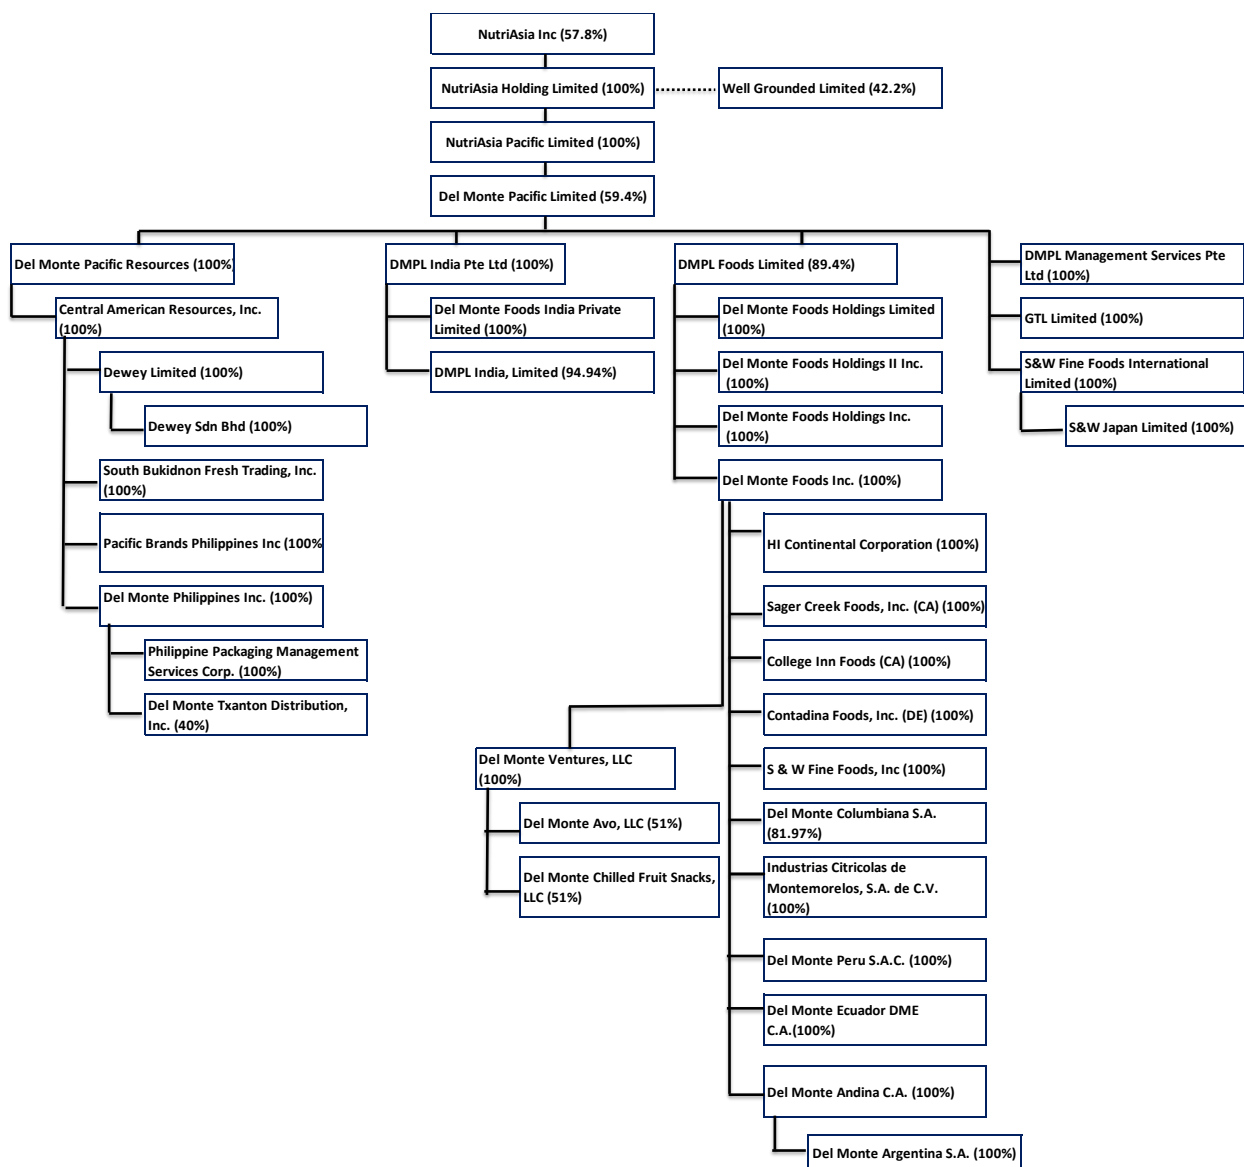 NutriAsia Inc (57.8%)
NutriAsia Holding Limited (100%)
Well Grounded Limited (42.2%)
NutriAsia Pacific Limited (100%)
Del Monte Pacific Limited (59.4%)
Del Monte Pacific Resources (100%)
Central American Resources, Inc.
(100%)
Dewey Limited (100%)
Dewey Sdn Bhd (100%)
South Bukidnon Fresh Trading, Inc.
(100%)
Pacific Brands Philippines Inc (100%
Del Monte Philippines Inc. (100%)
Philippine Packaging Management
Services Corp. (100%)
Del Monte Txanton Distribution,
Inc. (40%)
DMPL India Pte Ltd (100%)
Del Monte Foods India Private
Limited (100%)
DMPL India, Limited (94.94%)
DMPL Foods Limited (89.4%)
Del Monte Foods Holdings Limited
(100%)
Del Monte Foods Holdings II Inc.
(100%)
Del Monte Foods Holdings Inc.
(100%)
Del Monte Foods Inc. (100%)
Del Monte Ventures, LLC
(100%)
Del Monte Avo, LLC (51%)
Del Monte Chilled Fruit Snacks,
LLC (51%)
HI Continental Corporation (100%)
Sager Creek Foods, Inc. (CA) (100%)
College Inn Foods (CA) (100%)
Contadina Foods, Inc. (DE) (100%)
S & W Fine Foods, Inc (100%)
Del Monte Columbiana S.A.
(81.97%)
Industrias Citricolas de
Montemorelos, S.A. de C.V.
(100%)
Del Monte Peru S.A.C. (100%)
Del Monte Ecuador DME
C.A.(100%)
Del Monte Andina C.A. (100%)
Del Monte Argentina S.A. (100%)
DMPL Management Services Pte
Ltd (100%)
GTL Limited (100%)
S&W Fine Foods International
Limited (100%)
S&W Japan Limited (100%)